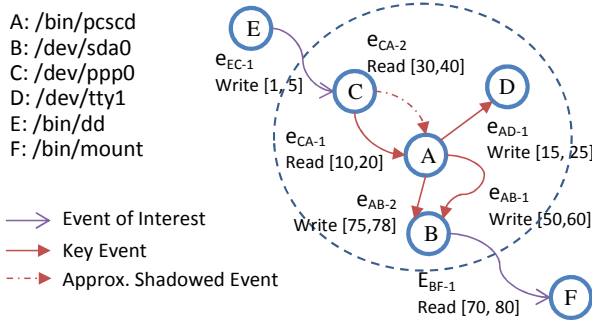 A: /bin/pcscd
B: /dev/sda0
C: /dev/ppp0
D: /dev/tty1
E: /bin/dd
F: /bin/mount
E
eEC-1
Write [1, 5]
eCA-2
Read [30,40]
C
D
eCA-1
Read [10,20]
A
eAD-1
Write [15, 25]
eAB-2
Write [75,78]
eAB-1
Write [50,60]
B
EBF-1
Read [70, 80]
F
Event of Interest
Key Event
Approx. Shadowed Event